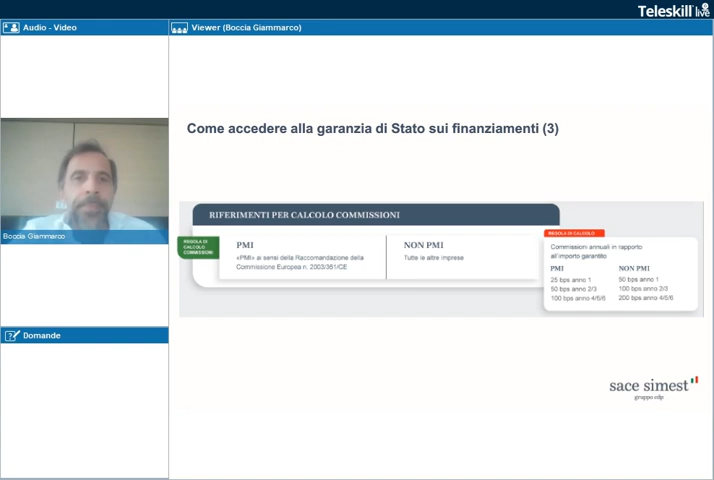 Teleskill live
Audio - Video
Viewer (Boccia Giammarco)
Come accedere alla garanzia di Stato sui finanziamenti (3)
Boccia Giammarco
RIFERIMENTI PER CALCOLO COMMISSIONI
REGOLA DI
CALCOLO
COMMISSIONI
PMI
«PMI» ai sensi della Raccomandazione della
Commissione Europea n. 2003/361/CE
NON PMI
Tutte le altre imprese
REGOLA DI CALCOLO
Commissioni annuali in rapporto
all'importo garantito
PMI NON PMI
25 bps anno 1 50 bps anno 1
50 bps anno 2/3 100 bps anno 2/3
100 bps anno 4/5/6 200 bps anno 4/5/6
Domande
sace simest
gruppo cdp